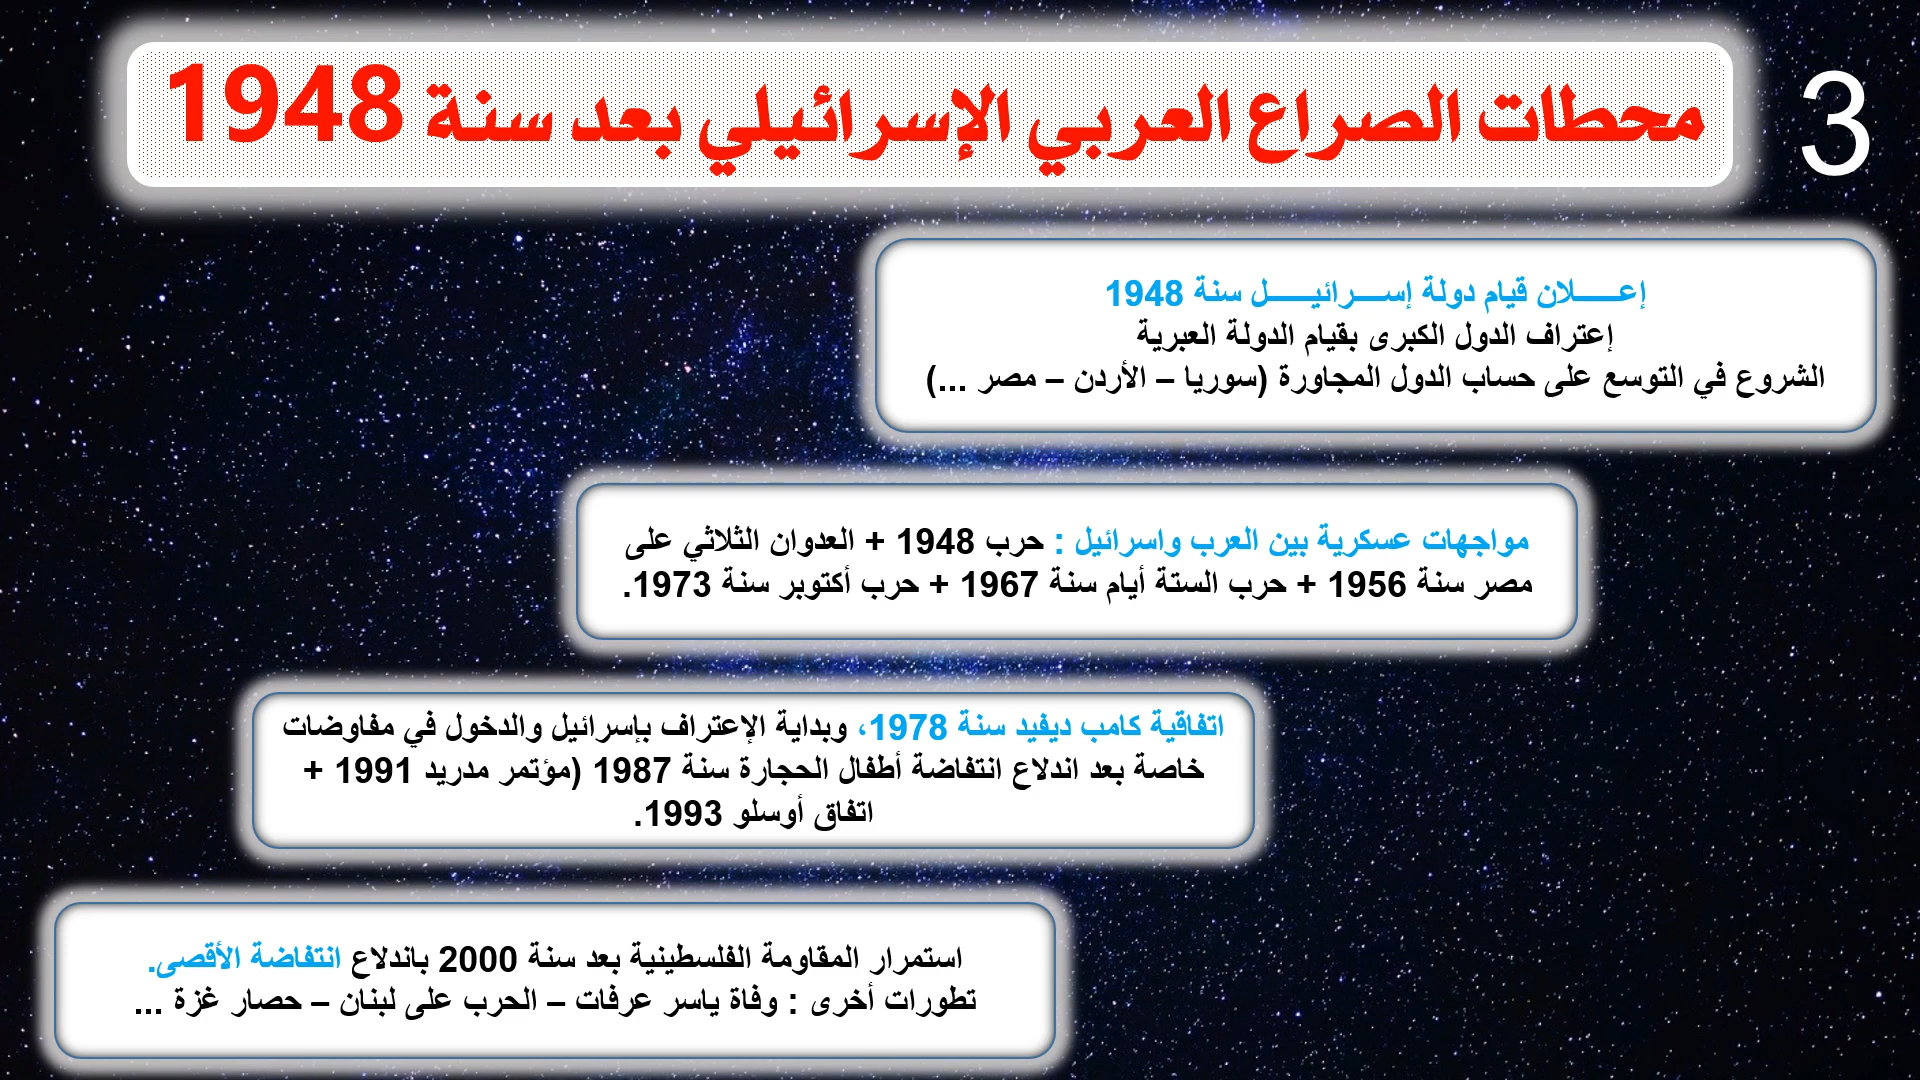 3
محطات الصراع العربي الإسرائيلي بعد سنة 1948
إعـــــلان قيام دولة إســــرائيــــــل سنة 1948
إعتراف الدول الكبرى بقيام الدولة العبرية
الشروع في التوسع على حساب الدول المجاورة (سوريا – الأردن – مصر ...)
مواجهات عسكرية بين العرب واسرائيل : حرب 1948 + العدوان الثلاثي على
مصر سنة 1956 + حرب الستة أيام سنة 1967 + حرب أكتوبر سنة 1973.
اتفاقية كامب ديفيد سنة 1978، وبداية الإعتراف بإسرائيل والدخول في مفاوضات
خاصة بعد اندلاع انتفاضة أطفال الحجارة سنة 1987 (مؤتمر مدريد 1991 +
اتفاق أوسلو 1993.
استمرار المقاومة الفلسطينية بعد سنة 2000 باندلاع انتفاضة الأقصى.
تطورات أخرى : وفاة ياسر عرفات – الحرب على لبنان – حصار غزة ...